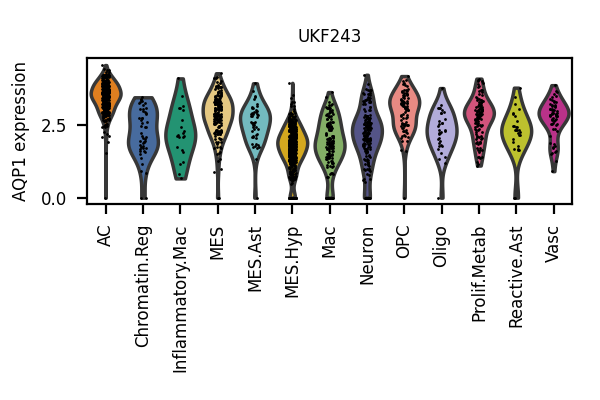 UKF243
AQP1 expression
2.5
0.0
AC
Chromatin.Reg
Inflammatory.Mac
MES
MES.Ast
MES.Hyp
Mac
Neuron
OPC
Oligo
Prolif.Metab
Reactive.Ast
Vasc